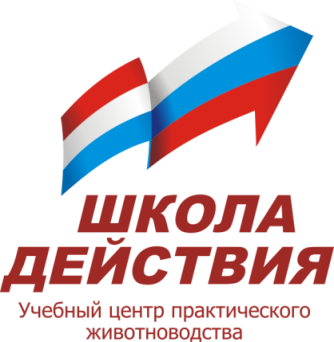 ШКОЛА
ДЕЙСТВИЯ
Учебный центр практического
животноводства